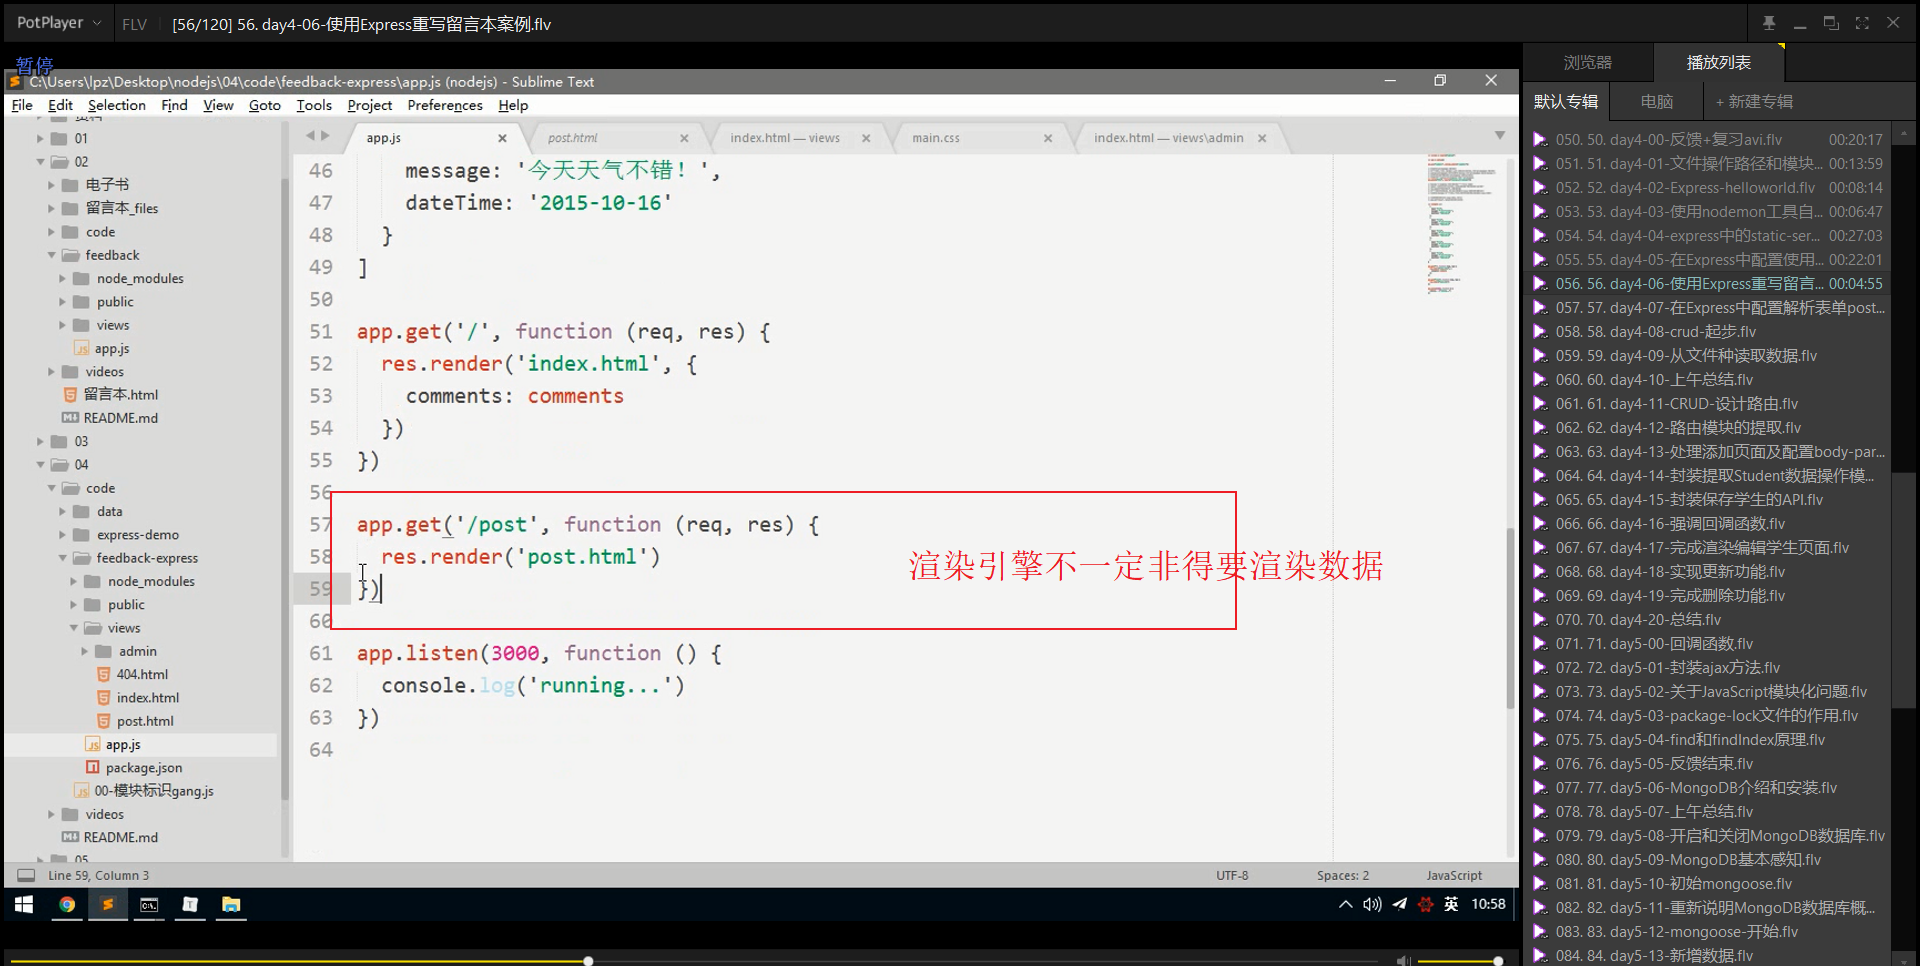 PotPlayer
FLV
[56/120] 56. day4-06-使用Express重写留言本案例.flv
暂停
C:\Users\lpz\Desktop\nodejs\04\code\feedback-express\app.js (nodejs) - Sublime Text
File Edit Selection Find View Goto Tools Project Preferences Help
01
02
电子书
留言本_files
code
feedback
node_modules
public
views
app.js
videos
留言本.html
README.md
03
04
code
data
express-demo
feedback-express
node_modules
public
views
admin
404.html
index.html
post.html
app.js
package.json
00-模块标识gang.js
videos
README.md
05
app.js
post.html
index.html — views
main.css
index.html — views\admin
46 message: '今天天气不错！',
47 dateTime: '2015-10-16'
48 }
49 ]
50
51 app.get('/', function (req, res) {
52 res.render('index.html', {
53 comments: comments
54 })
55 })
56
57 app.get('/post', function (req, res) {
58 res.render('post.html')
59 })
60
61 app.listen(3000, function () {
62 console.log('running...')
63 })
64
渲染引擎不一定非得要渲染数据
Line 59, Column 3
UTF-8
Spaces: 2
JavaScript
英
10:58
浏览器
播放列表
默认专辑
电脑
+ 新建专辑
050. 50. day4-00-反馈+复习avi.flv 00:20:17
051. 51. day4-01-文件操作路径和模块... 00:13:59
052. 52. day4-02-Express-helloworld.flv 00:08:14
053. 53. day4-03-使用nodemon工具自... 00:06:47
054. 54. day4-04-express中的static-ser... 00:27:03
055. 55. day4-05-在Express中配置使用... 00:22:01
056. 56. day4-06-使用Express重写留言... 00:04:55
057. 57. day4-07-在Express中配置解析表单post...
058. 58. day4-08-crud-起步.flv
059. 59. day4-09-从文件种读取数据.flv
060. 60. day4-10-上午总结.flv
061. 61. day4-11-CRUD-设计路由.flv
062. 62. day4-12-路由模块的提取.flv
063. 63. day4-13-处理添加页面及配置body-par...
064. 64. day4-14-封装提取Student数据操作模...
065. 65. day4-15-封装保存学生的API.flv
066. 66. day4-16-强调回调函数.flv
067. 67. day4-17-完成渲染编辑学生页面.flv
068. 68. day4-18-实现更新功能.flv
069. 69. day4-19-完成删除功能.flv
070. 70. day4-20-总结.flv
071. 71. day5-00-回调函数.flv
072. 72. day5-01-封装ajax方法.flv
073. 73. day5-02-关于JavaScript模块化问题.flv
074. 74. day5-03-package-lock文件的作用.flv
075. 75. day5-04-find和findIndex原理.flv
076. 76. day5-05-反馈结束.flv
077. 77. day5-06-MongoDB介绍和安装.flv
078. 78. day5-07-上午总结.flv
079. 79. day5-08-开启和关闭MongoDB数据库.flv
080. 80. day5-09-MongoDB基本感知.flv
081. 81. day5-10-初始mongoose.flv
082. 82. day5-11-重新说明MongoDB数据库概...
083. 83. day5-12-mongoose-开始.flv
084. 84. day5-13-新增数据.flv